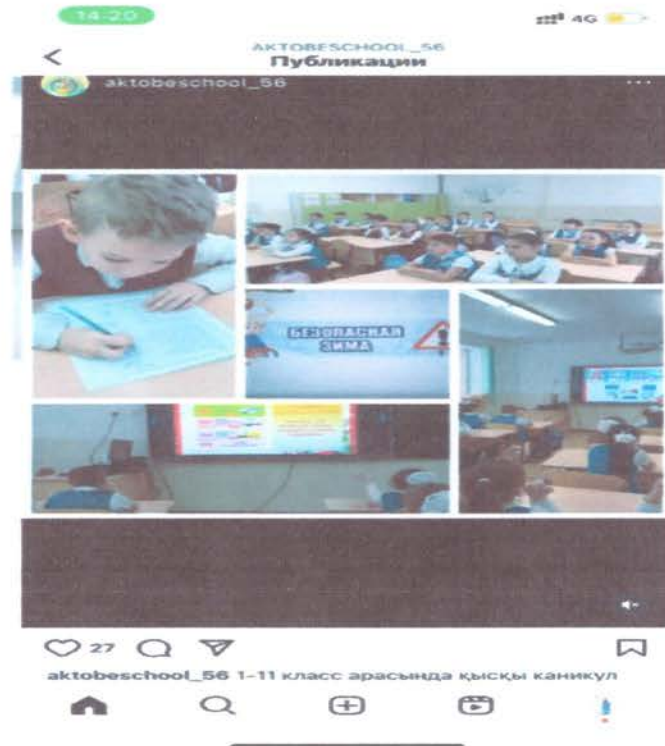 14:20
4G
AKTOBESCHOOL_56
Публикации
aktobeschool_56
БЕЗОПАСНАЯ
ЗИМА
27
aktobeschool_56 1-11 класс арасында қысқы каникул